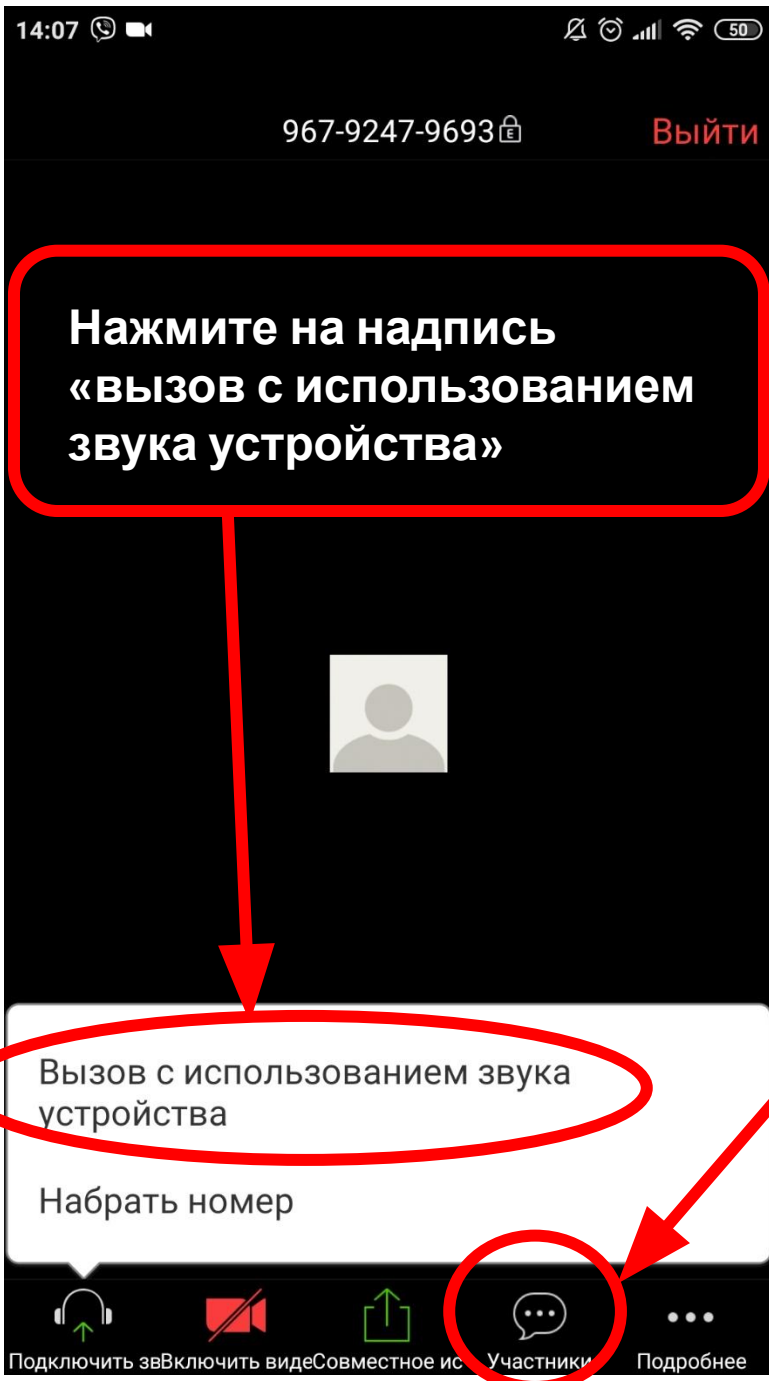 14:07
50
967-9247-9693
E
Выйти
Нажмите на надпись
«вызов с использованием
звука устройства»
Вызов с использованием звука
устройства
Набрать номер
Подключить зв
Включить виде
Совместное ис
Участники
Подробнее